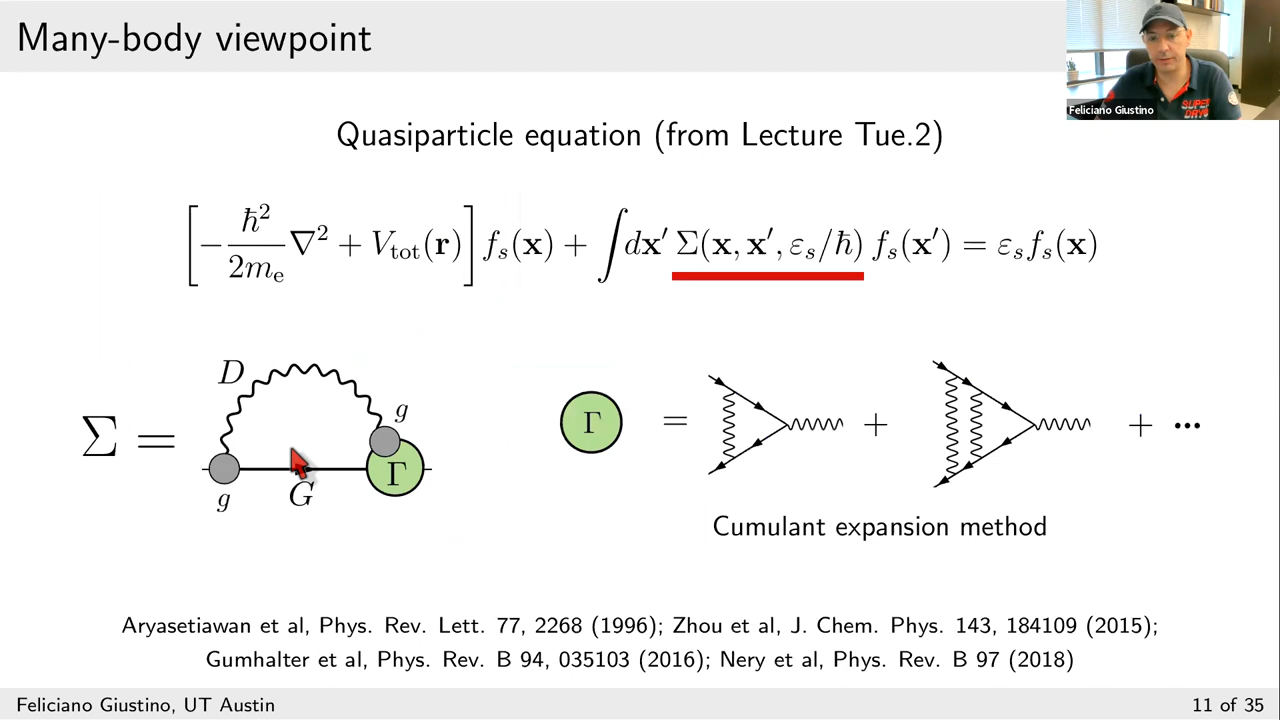 Many-body viewpoint
SUPER DRY
Feliciano Giustino
Quasiparticle equation (from Lecture Tue.2)
[−ħ²/2mₑ ∇² + V_tot(r)] f_s(x) + ∫dx′ Σ(x, x′, ε_s/ħ) f_s(x′) = ε_s f_s(x)
Σ = D g G g Γ
Γ = + + ···
Cumulant expansion method
Aryasetiawan et al, Phys. Rev. Lett. 77, 2268 (1996); Zhou et al, J. Chem. Phys. 143, 184109 (2015);
Gumhalter et al, Phys. Rev. B 94, 035103 (2016); Nery et al, Phys. Rev. B 97 (2018)
Feliciano Giustino, UT Austin
11 of 35